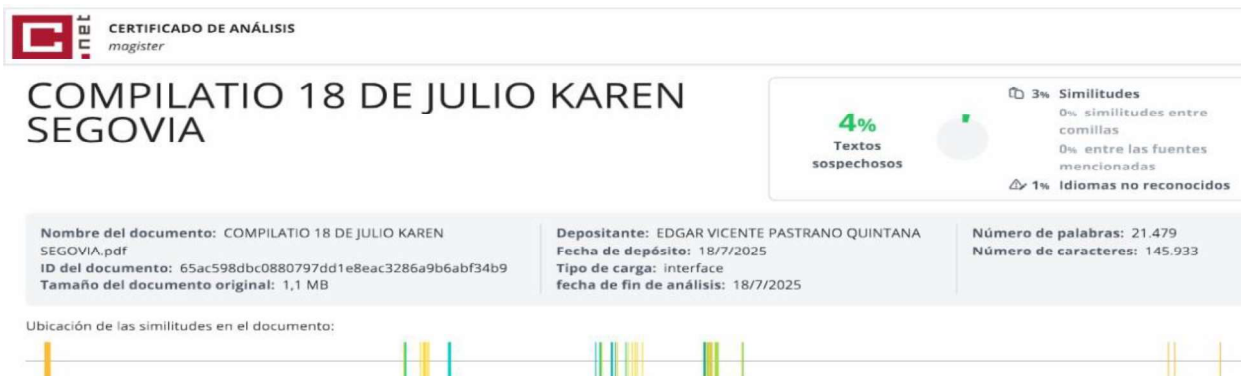 C.net
CERTIFICADO DE ANÁLISIS
magister
COMPILATIO 18 DE JULIO KAREN
SEGOVIA
4%
Textos
sospechosos
3% Similitudes
0% similitudes entre
comillas
0% entre las fuentes
mencionadas
1% Idiomas no reconocidos
Nombre del documento: COMPILATIO 18 DE JULIO KAREN
SEGOVIA.pdf
ID del documento: 65ac598dbc0880797dd1e8eac3286a9b6abf34b9
Tamaño del documento original: 1,1 MB
Depositante: EDGAR VICENTE PASTRANO QUINTANA
Fecha de depósito: 18/7/2025
Tipo de carga: interface
fecha de fin de análisis: 18/7/2025
Número de palabras: 21.479
Número de caracteres: 145.933
Ubicación de las similitudes en el documento: